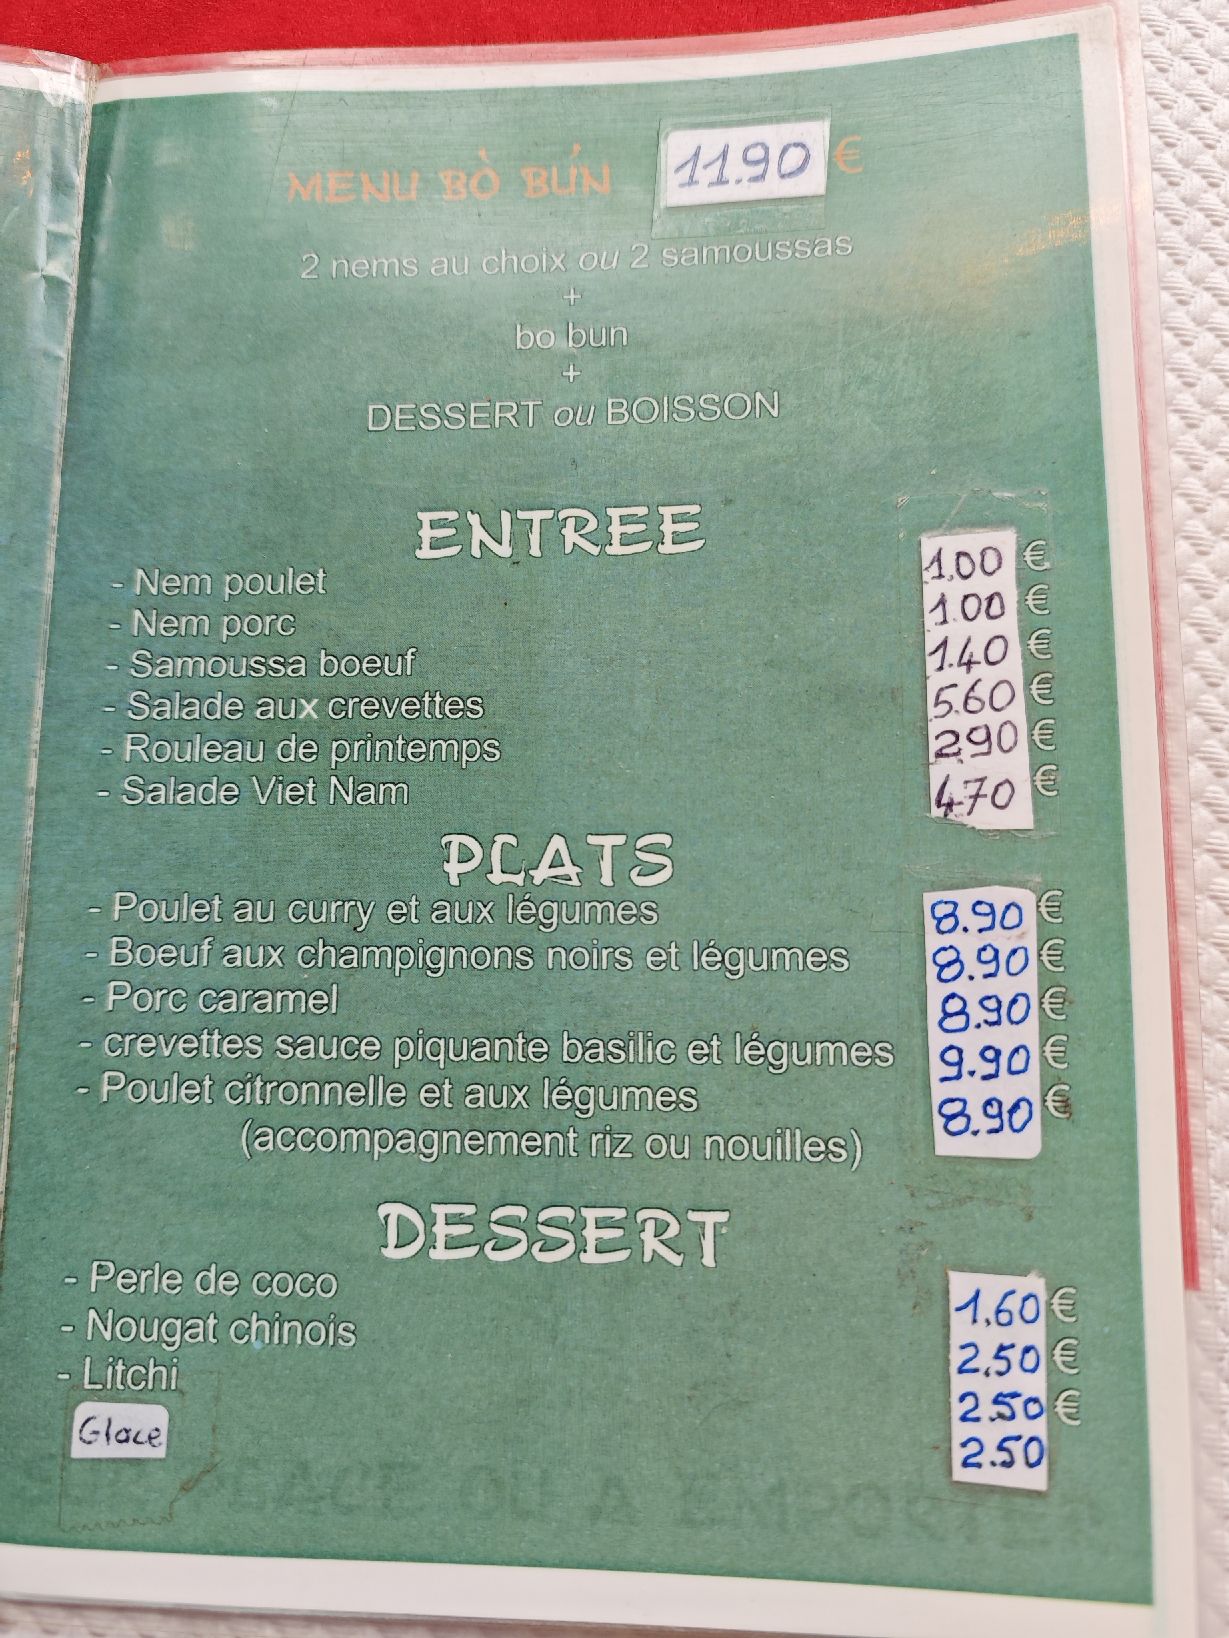 MENU BÒ BÚN 11.90 €
2 nems au choix ou 2 samoussas
+
bo bun
+
DESSERT ou BOISSON
ENTREE
- Nem poulet 1.00 €
- Nem porc 1.00 €
- Samoussa boeuf 1.40 €
- Salade aux crevettes 5.60 €
- Rouleau de printemps 2.90 €
- Salade Viet Nam 4.70 €
PLATS
- Poulet au curry et aux légumes 8.90 €
- Boeuf aux champignons noirs et légumes 8.90 €
- Porc caramel 8.90 €
- crevettes sauce piquante basilic et légumes 9.90 €
- Poulet citronnelle et aux légumes 8.90 €
(accompagnement riz ou nouilles)
DESSERT
- Perle de coco 1,60 €
- Nougat chinois 2,50 €
- Litchi 2.50 €
Glace 2.50